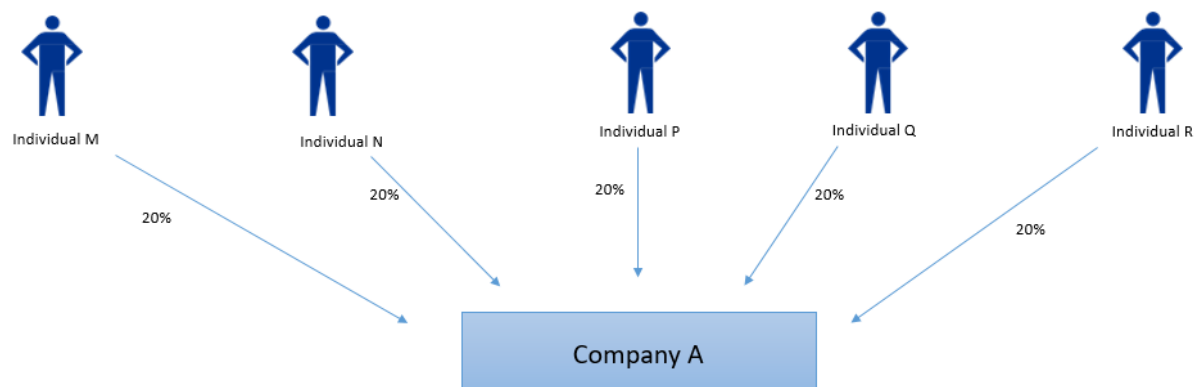 Individual M
Individual N
Individual P
Individual Q
Individual R
20%
20%
20%
20%
20%
Company A